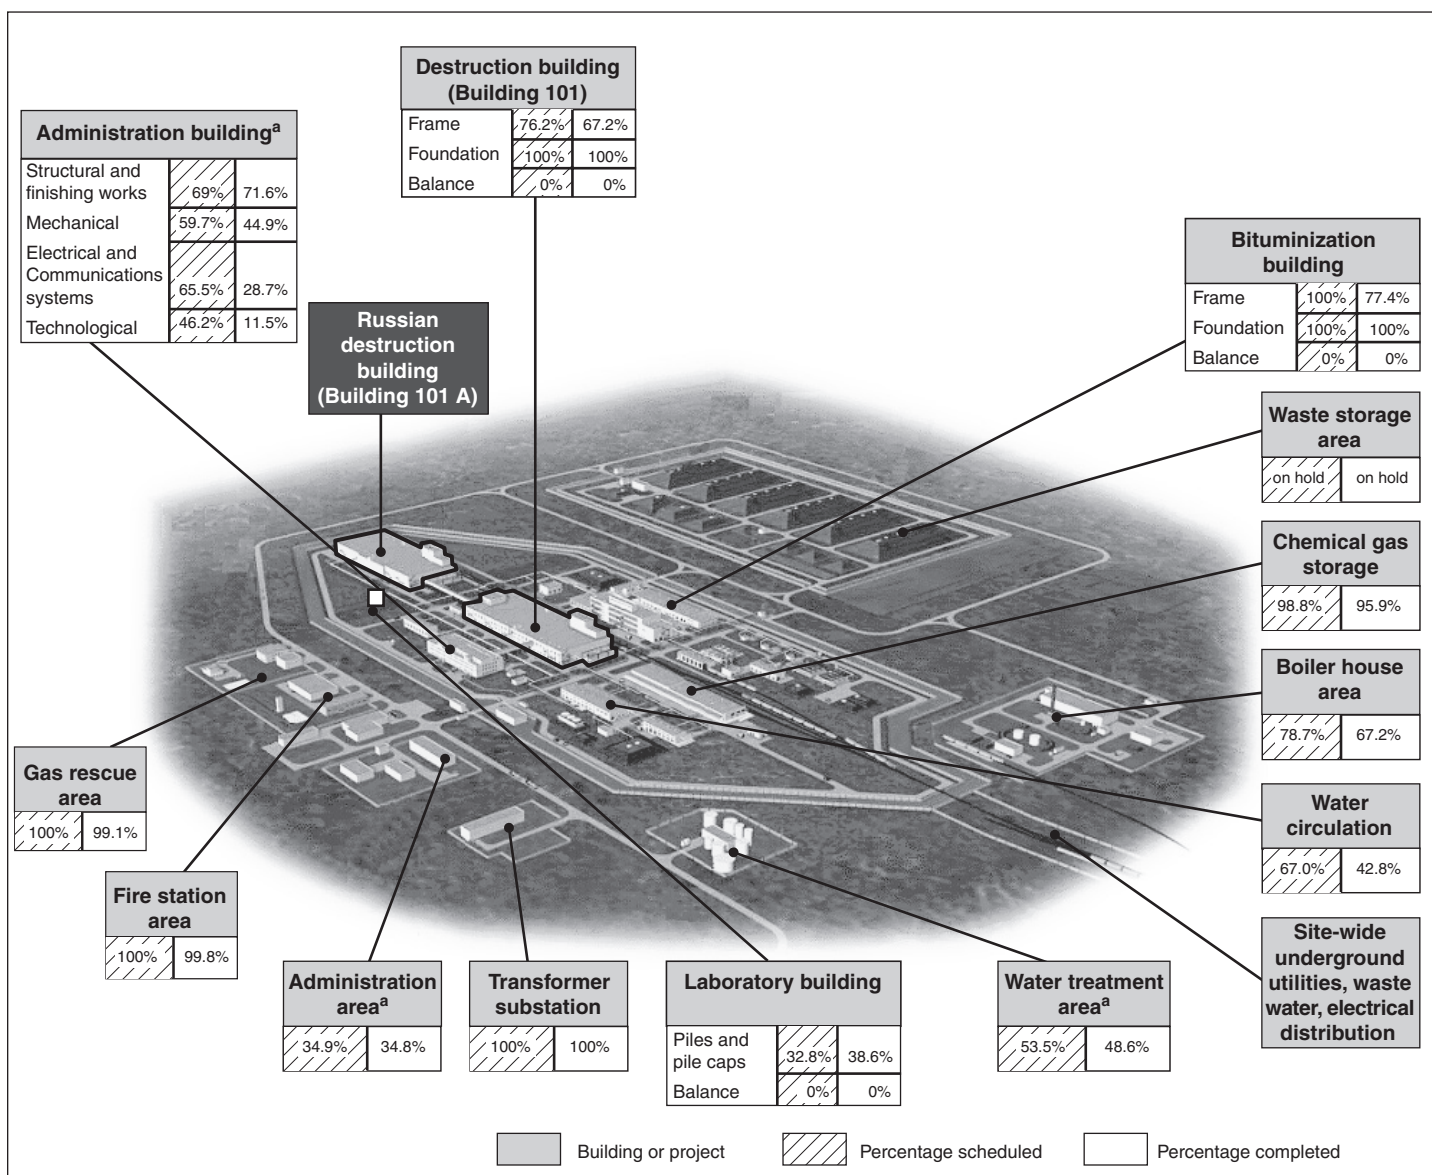 Destruction building
(Building 101)
Frame 76.2% 67.2%
Foundation 100% 100%
Balance 0% 0%
Administration building a
Structural and
finishing works 69% 71.6%
Mechanical 59.7% 44.9%
Electrical and
Communications
systems 65.5% 28.7%
Technological 46.2% 11.5%
Russian
destruction
building
(Building 101 A)
Bituminization
building
Frame 100% 77.4%
Foundation 100% 100%
Balance 0% 0%
Waste storage
area
on hold on hold
Chemical gas
storage
98.8% 95.9%
Boiler house
area
78.7% 67.2%
Water
circulation
67.0% 42.8%
Site-wide
underground
utilities, waste
water, electrical
distribution
Gas rescue
area
100% 99.1%
Fire station
area
100% 99.8%
Administration
area a
34.9% 34.8%
Transformer
substation
100% 100%
Laboratory building
Piles and
pile caps 32.8% 38.6%
Balance 0% 0%
Water treatment
area a
53.5% 48.6%
Building or project
Percentage scheduled
Percentage completed